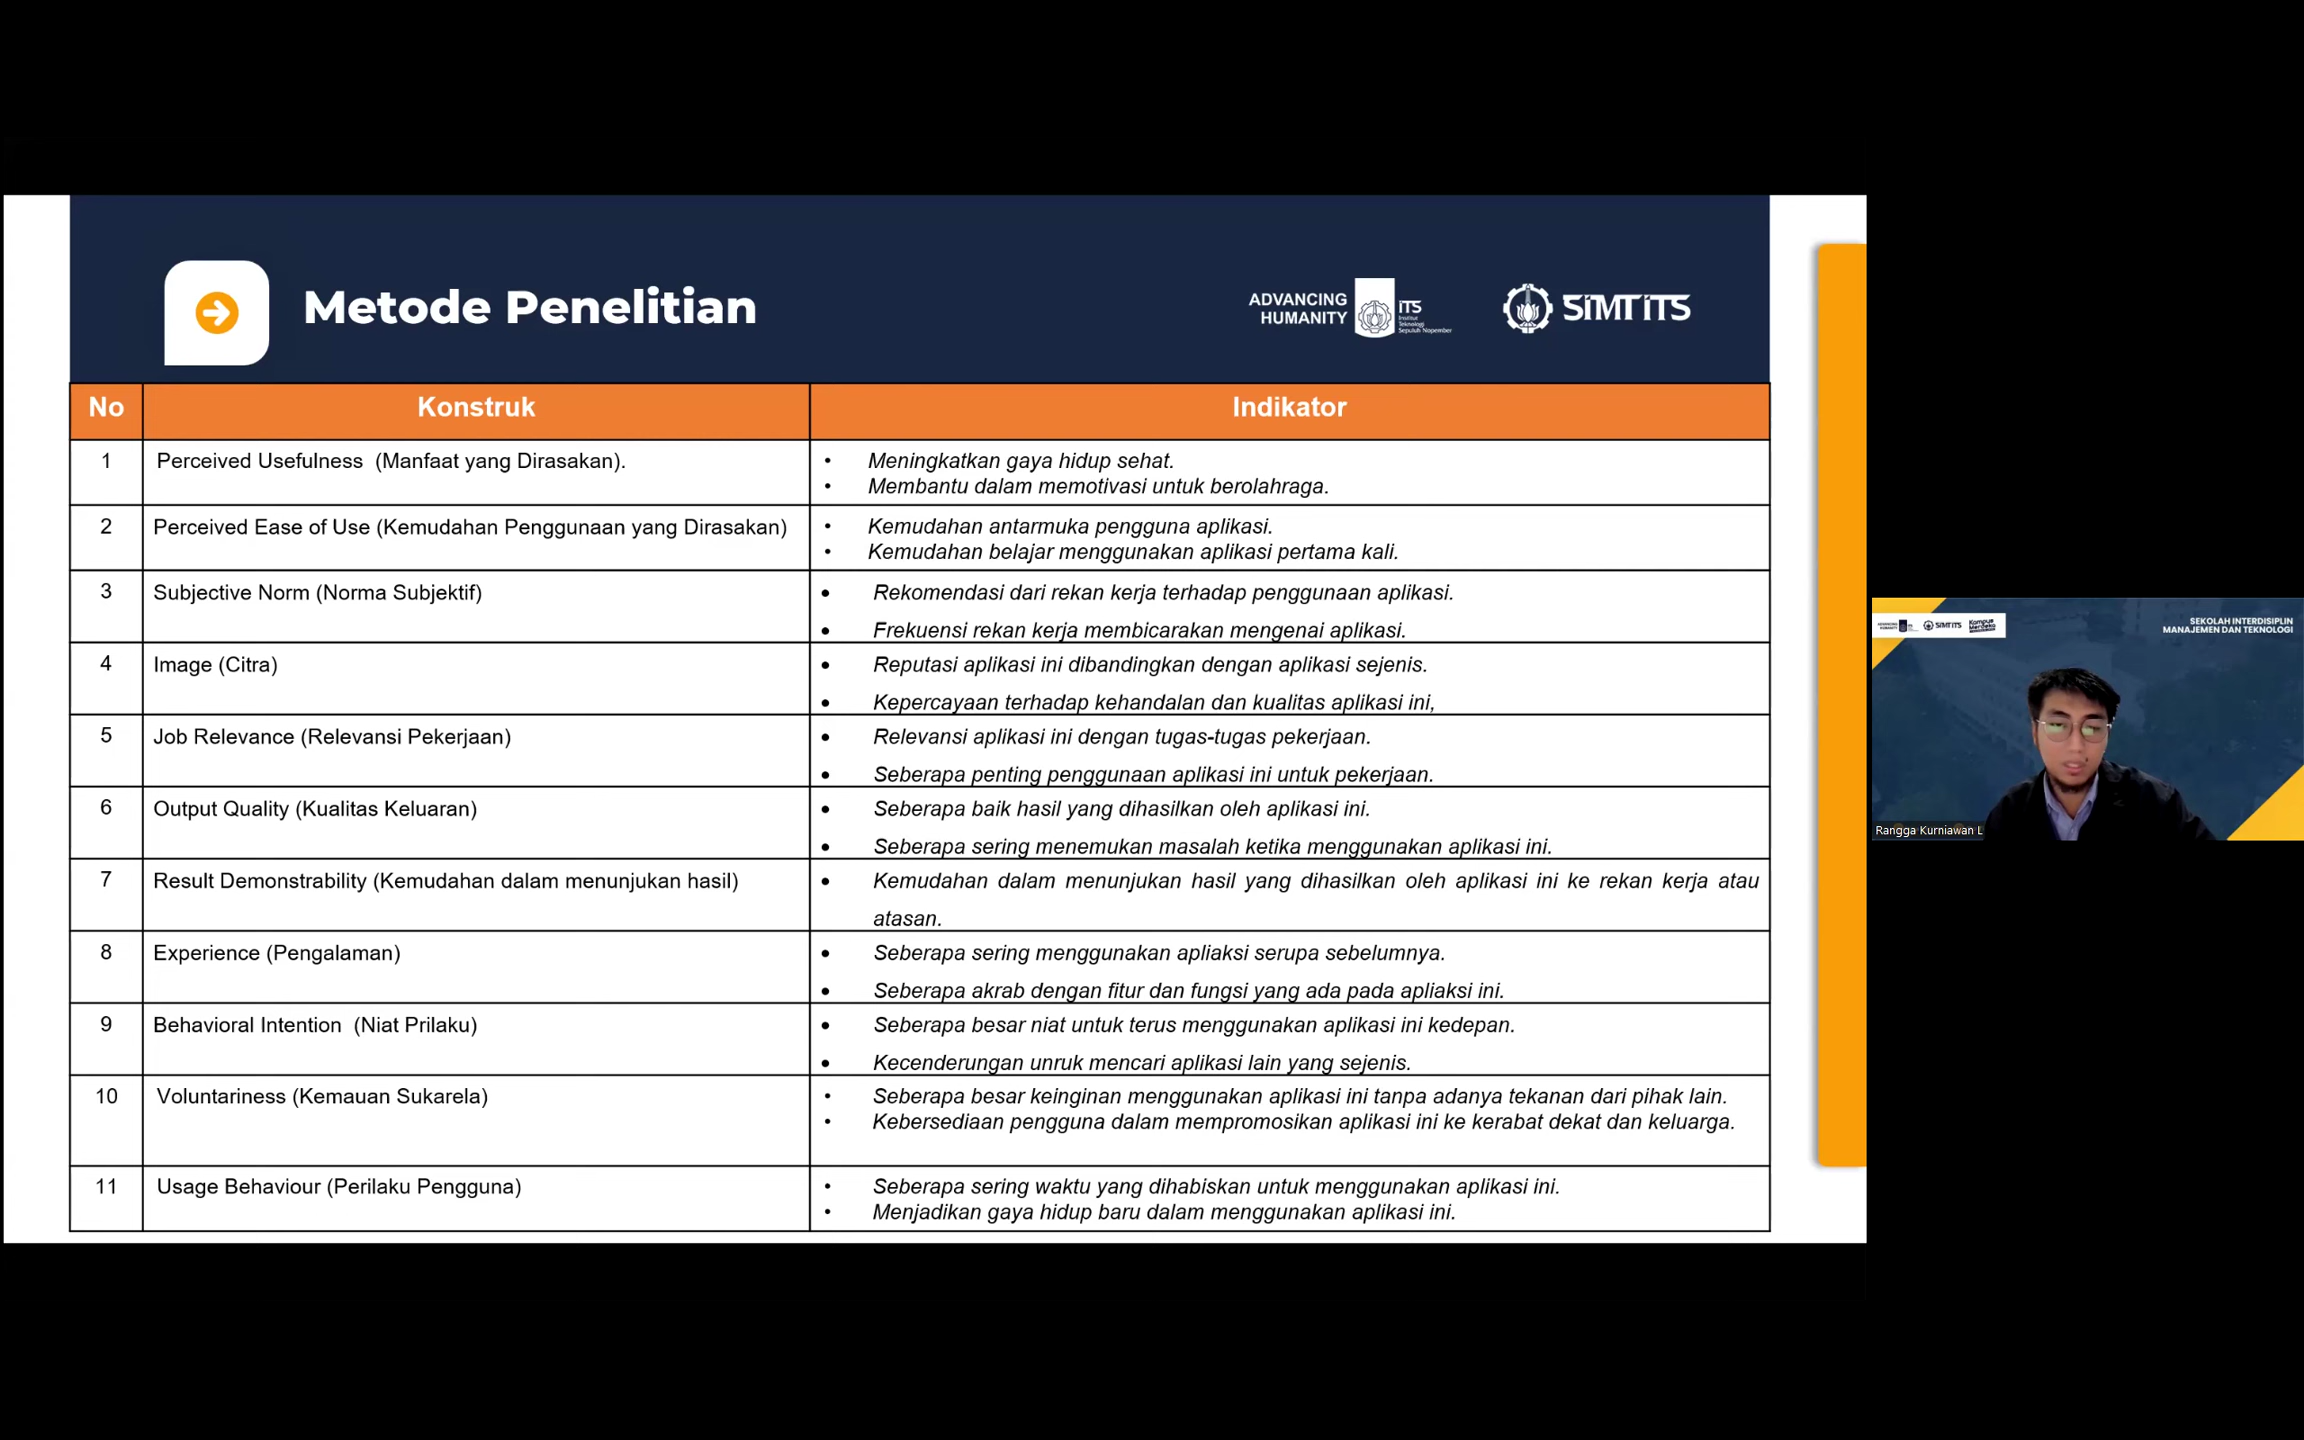 Metode Penelitian
ADVANCING
HUMANITY
ITS
Institut
Teknologi
Sepuluh Nopember
SIMT ITS
No Konstruk Indikator
1 Perceived Usefulness (Manfaat yang Dirasakan).
• Meningkatkan gaya hidup sehat.
• Membantu dalam memotivasi untuk berolahraga.
2 Perceived Ease of Use (Kemudahan Penggunaan yang Dirasakan)
• Kemudahan antarmuka pengguna aplikasi.
• Kemudahan belajar menggunakan aplikasi pertama kali.
3 Subjective Norm (Norma Subjektif)
• Rekomendasi dari rekan kerja terhadap penggunaan aplikasi.
• Frekuensi rekan kerja membicarakan mengenai aplikasi.
4 Image (Citra)
• Reputasi aplikasi ini dibandingkan dengan aplikasi sejenis.
• Kepercayaan terhadap kehandalan dan kualitas aplikasi ini,
5 Job Relevance (Relevansi Pekerjaan)
• Relevansi aplikasi ini dengan tugas-tugas pekerjaan.
• Seberapa penting penggunaan aplikasi ini untuk pekerjaan.
6 Output Quality (Kualitas Keluaran)
• Seberapa baik hasil yang dihasilkan oleh aplikasi ini.
• Seberapa sering menemukan masalah ketika menggunakan aplikasi ini.
7 Result Demonstrability (Kemudahan dalam menunjukan hasil)
• Kemudahan dalam menunjukan hasil yang dihasilkan oleh aplikasi ini ke rekan kerja atau
atasan.
8 Experience (Pengalaman)
• Seberapa sering menggunakan apliaksi serupa sebelumnya.
• Seberapa akrab dengan fitur dan fungsi yang ada pada apliaksi ini.
9 Behavioral Intention (Niat Prilaku)
• Seberapa besar niat untuk terus menggunakan aplikasi ini kedepan.
• Kecenderungan unruk mencari aplikasi lain yang sejenis.
10 Voluntariness (Kemauan Sukarela)
• Seberapa besar keinginan menggunakan aplikasi ini tanpa adanya tekanan dari pihak lain.
• Kebersediaan pengguna dalam mempromosikan aplikasi ini ke kerabat dekat dan keluarga.
11 Usage Behaviour (Perilaku Pengguna)
• Seberapa sering waktu yang dihabiskan untuk menggunakan aplikasi ini.
• Menjadikan gaya hidup baru dalam menggunakan aplikasi ini.
SIMT ITS
Kampus
Merdeka
SEKOLAH INTERDISIPLIN
MANAJEMEN DAN TEKNOLOGI
Rangga Kurniawan L